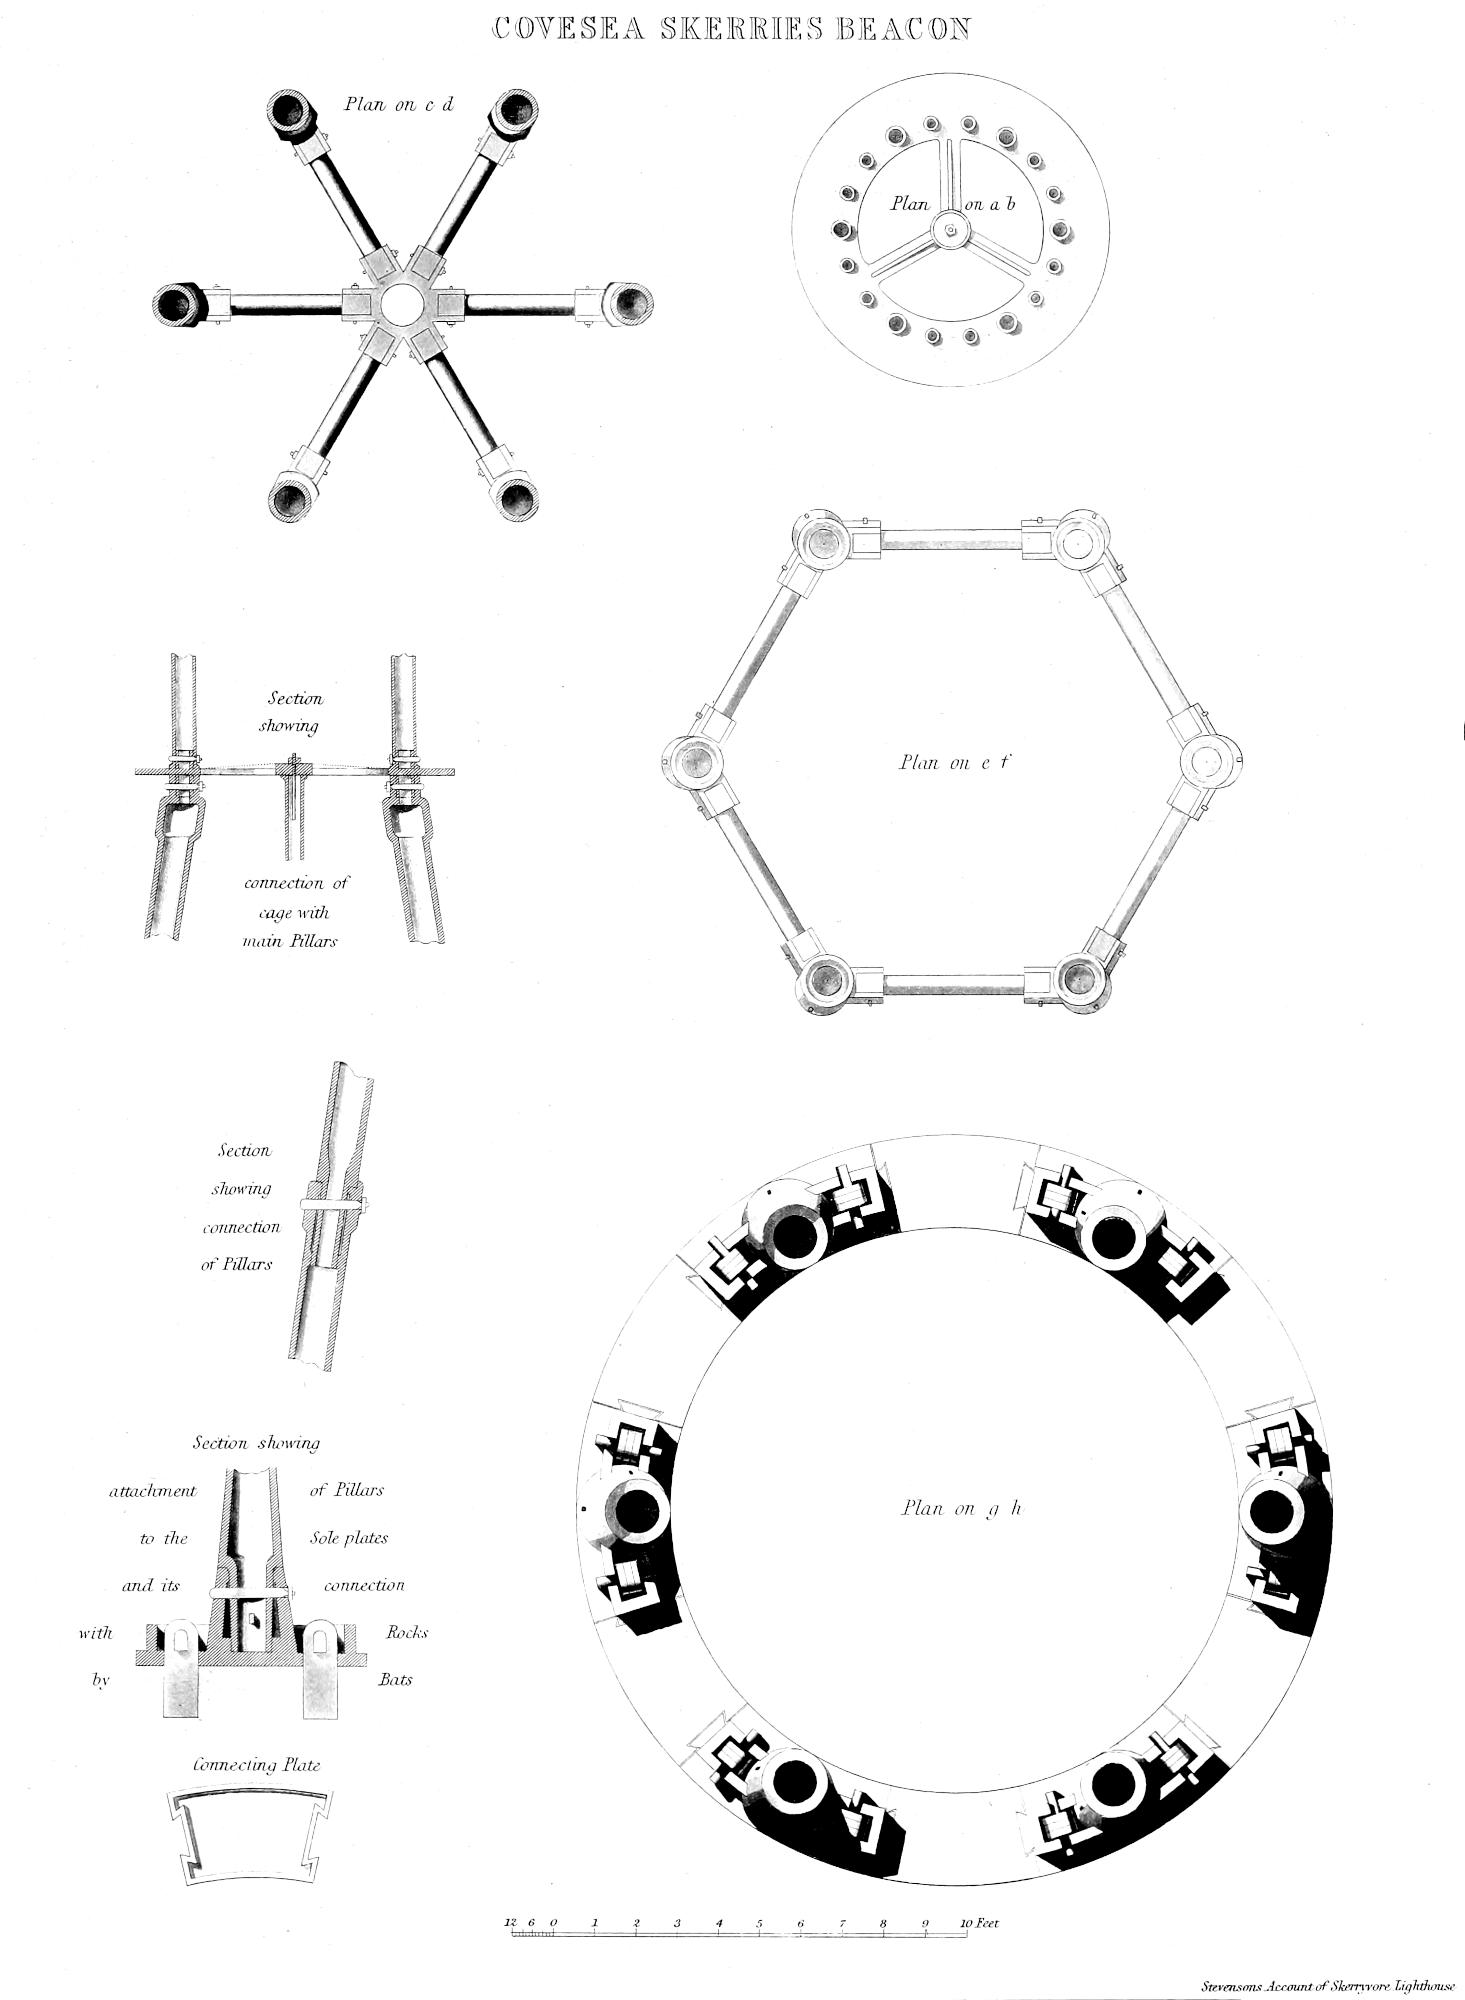 COVESEA SKERRIES BEACON
Plan on c d
Plan on a b
Section
showing
connection of
cage with
main Pillars
Plan on e f
Section
showing
connection
of Pillars
Section showing
attachment of Pillars
to the Sole plates
and its connection
with Rocks
by Bats
Plan on g h
Connecting Plate
12 6 0 1 2 3 4 5 6 7 8 9 10 Feet
Stevensons Account of Skerryvore Lighthouse